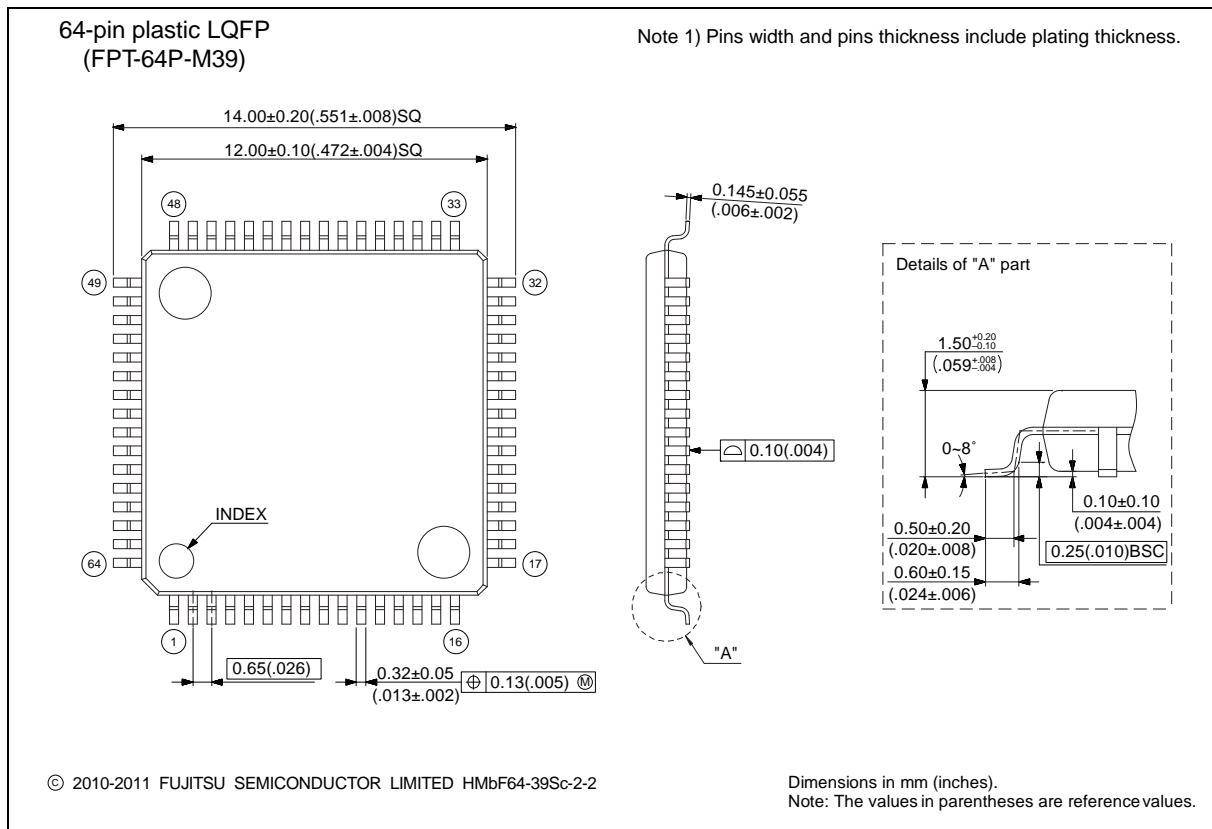 64-pin plastic LQFP
(FPT-64P-M39)
Note 1) Pins width and pins thickness include plating thickness.
14.00±0.20(.551±.008)SQ
12.00±0.10(.472±.004)SQ
48
33
49
32
INDEX
64
17
1
16
0.65(.026)
0.32±0.05
(.013±.002)
⌖ 0.13(.005) Ⓜ
0.145±0.055
(.006±.002)
⌓ 0.10(.004)
"A"
Details of "A" part
1.50 +0.20 –0.10
(.059 +.008 –.004)
0~8°
0.50±0.20
(.020±.008)
0.60±0.15
(.024±.006)
0.10±0.10
(.004±.004)
0.25(.010)BSC
© 2010-2011 FUJITSU SEMICONDUCTOR LIMITED HMbF64-39Sc-2-2
Dimensions in mm (inches).
Note: The values in parentheses are reference values.